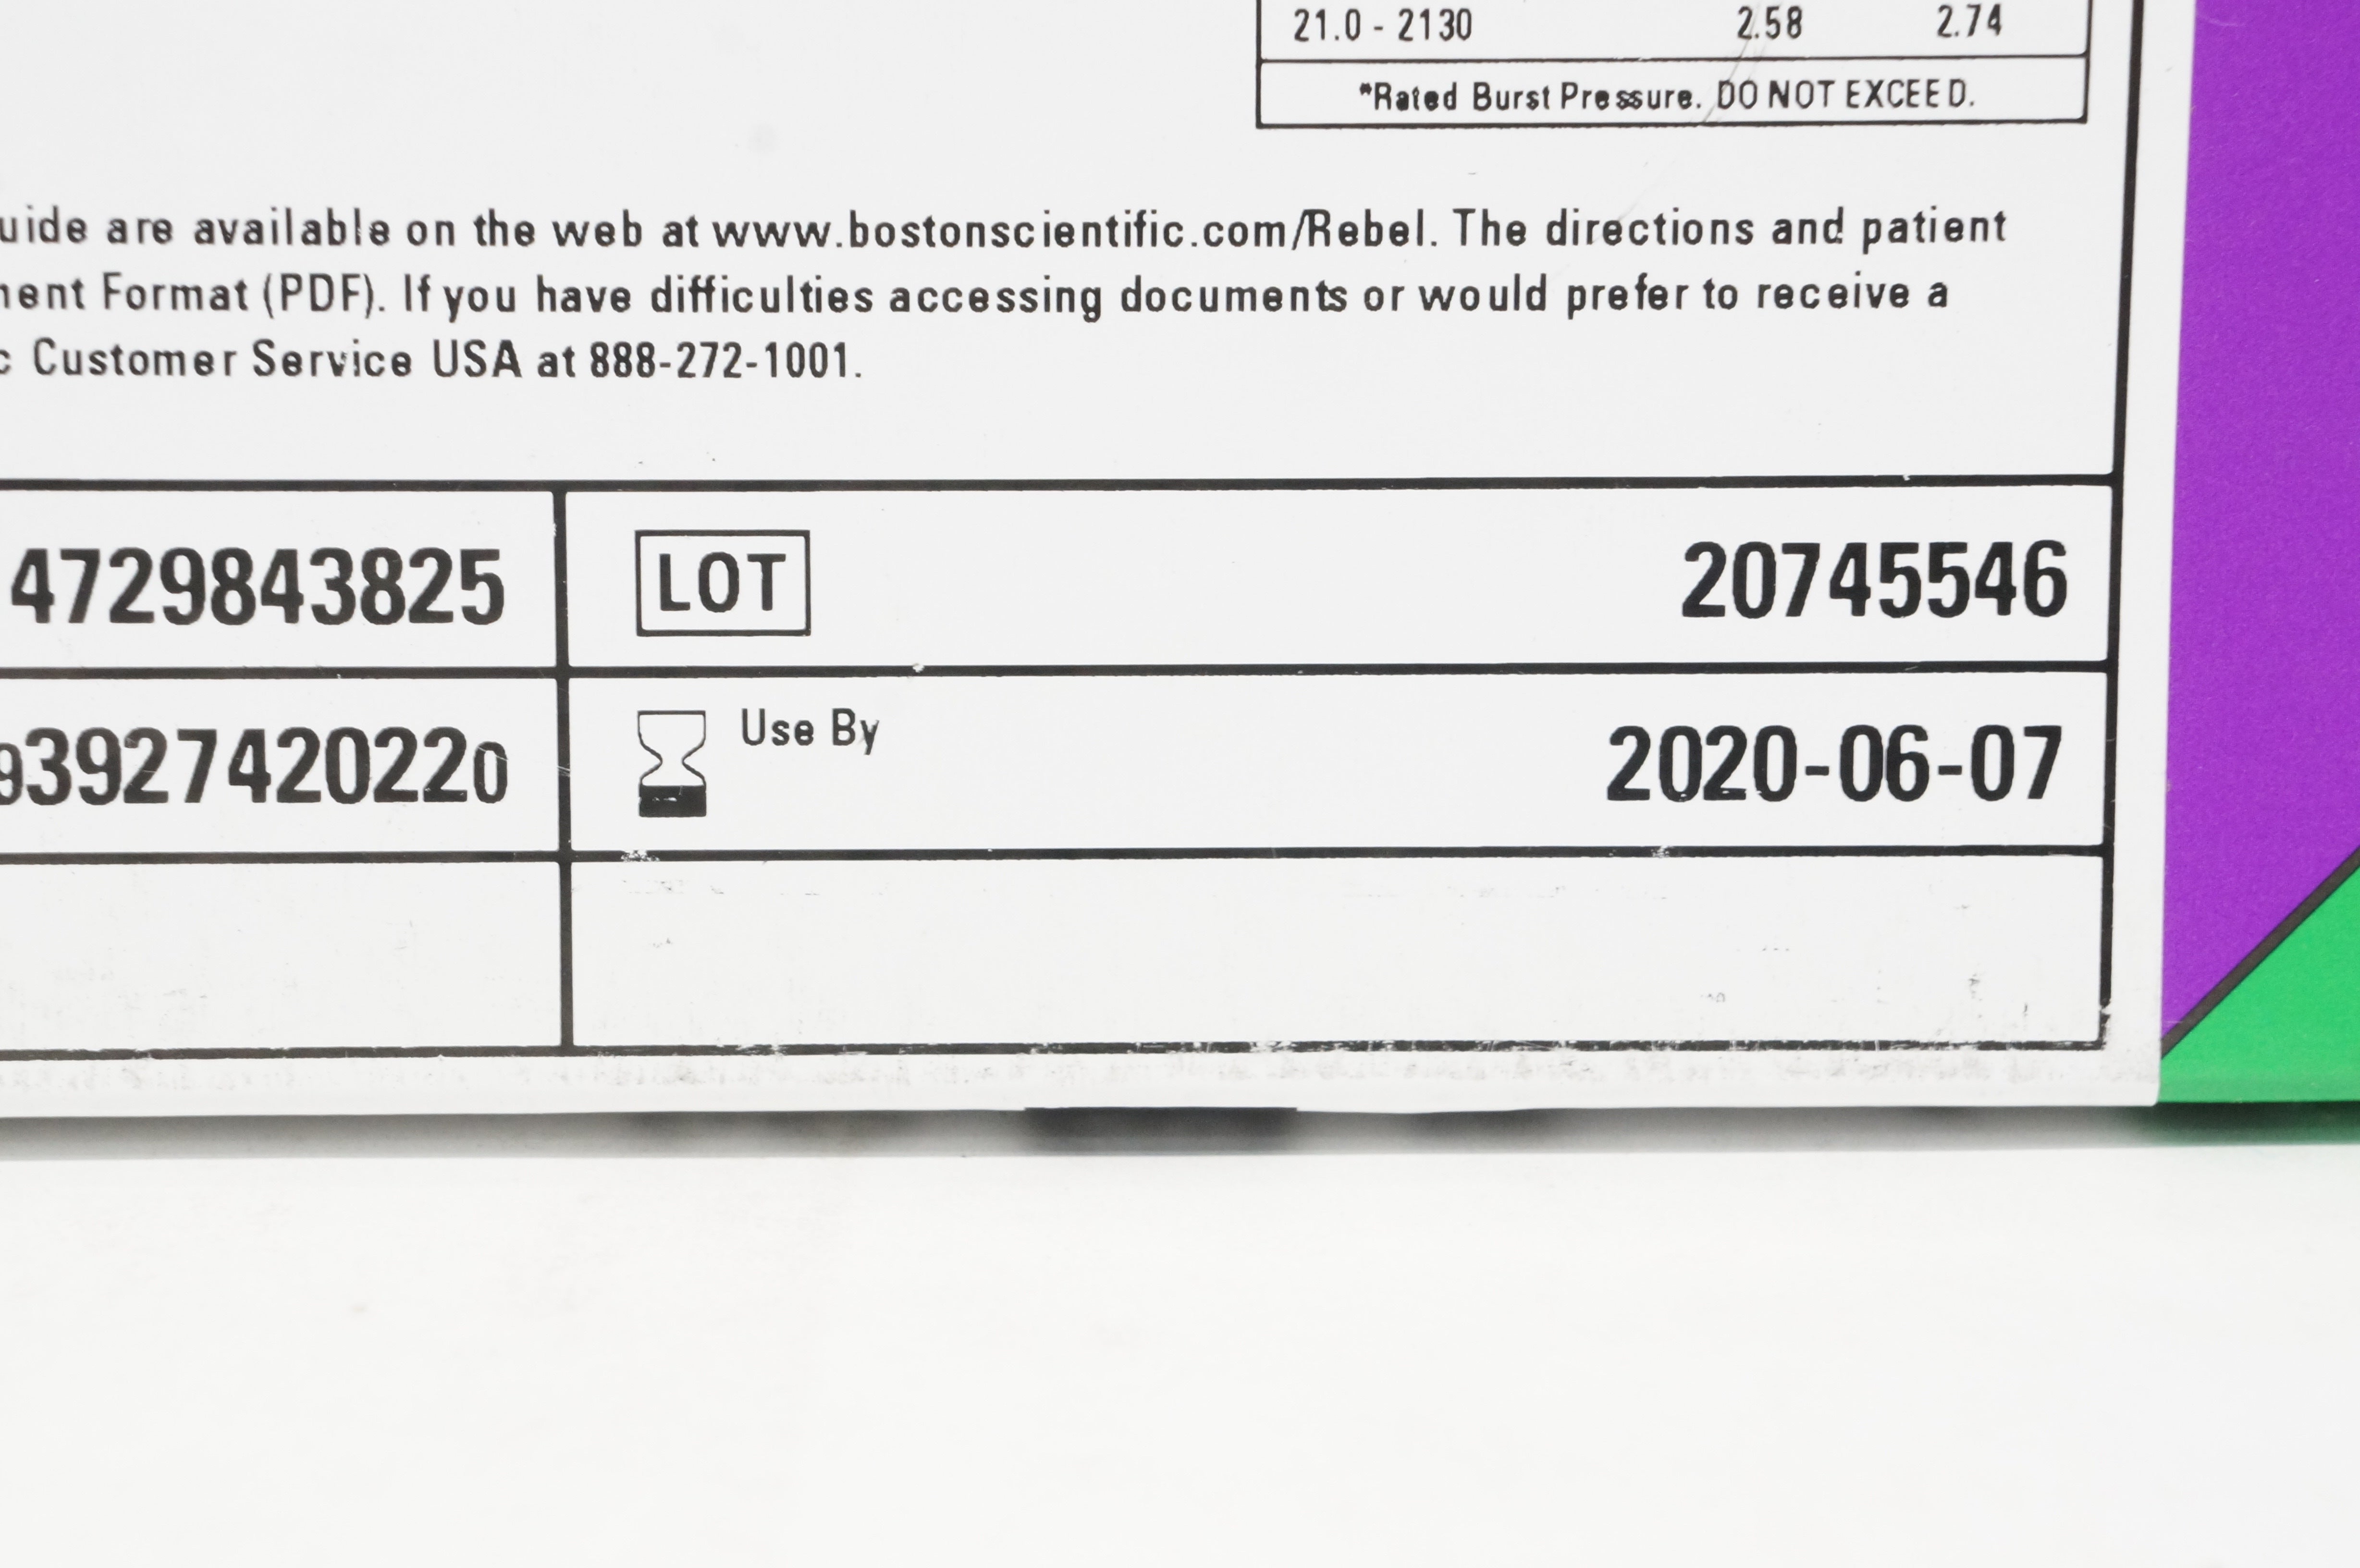 21.0 - 2130 2.58 2.74
*Rated Burst Pressure. DO NOT EXCEED.
uide are available on the web at www.bostonscientific.com/Rebel. The directions and patient
ent Format (PDF). If you have difficulties accessing documents or would prefer to receive a
c Customer Service USA at 888-272-1001.
4729843825 LOT 20745546
93927420220 Use By 2020-06-07